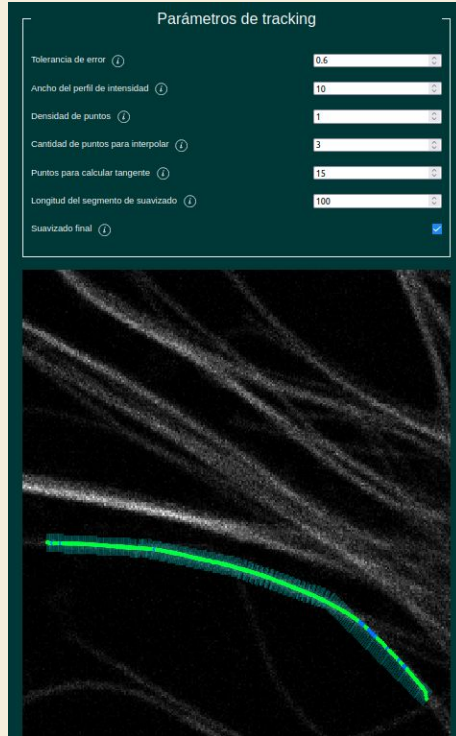 Parámetros de tracking
Tolerancia de error i 0.6
Ancho del perfil de intensidad i 10
Densidad de puntos i 1
Cantidad de puntos para interpolar i 3
Puntos para calcular tangente i 15
Longitud del segmento de suavizado i 100
Suavizado final i